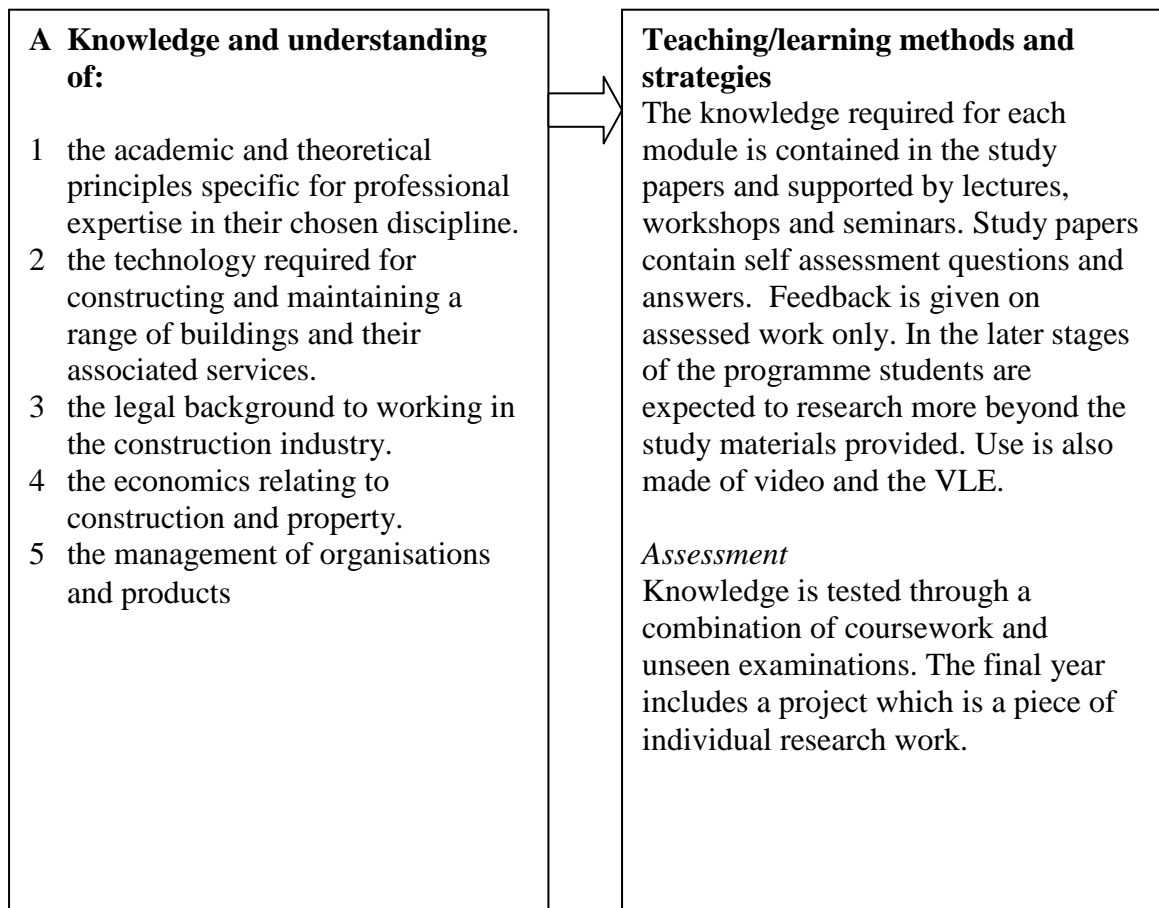 A Knowledge and understanding
of:
1 the academic and theoretical
principles specific for professional
expertise in their chosen discipline.
2 the technology required for
constructing and maintaining a
range of buildings and their
associated services.
3 the legal background to working in
the construction industry.
4 the economics relating to
construction and property.
5 the management of organisations
and products
Teaching/learning methods and
strategies
The knowledge required for each
module is contained in the study
papers and supported by lectures,
workshops and seminars. Study papers
contain self assessment questions and
answers.  Feedback is given on
assessed work only. In the later stages
of the programme students are
expected to research more beyond the
study materials provided. Use is also
made of video and the VLE.
Assessment
Knowledge is tested through a
combination of coursework and
unseen examinations. The final year
includes a project which is a piece of
individual research work.